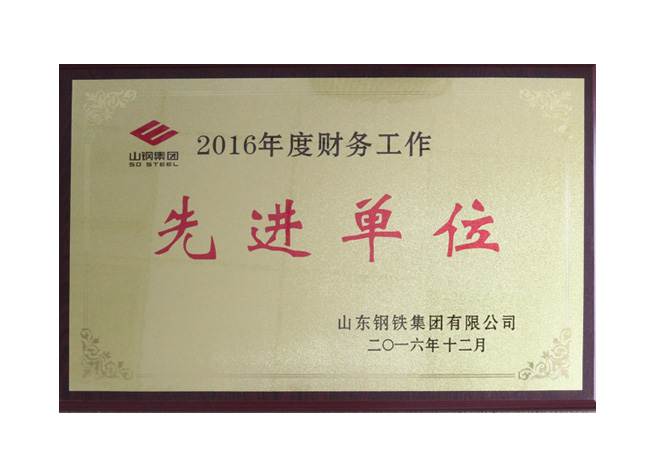 山钢集团
SD STEEL
2016年度财务工作
先进单位
山东钢铁集团有限公司
二〇一六年十二月